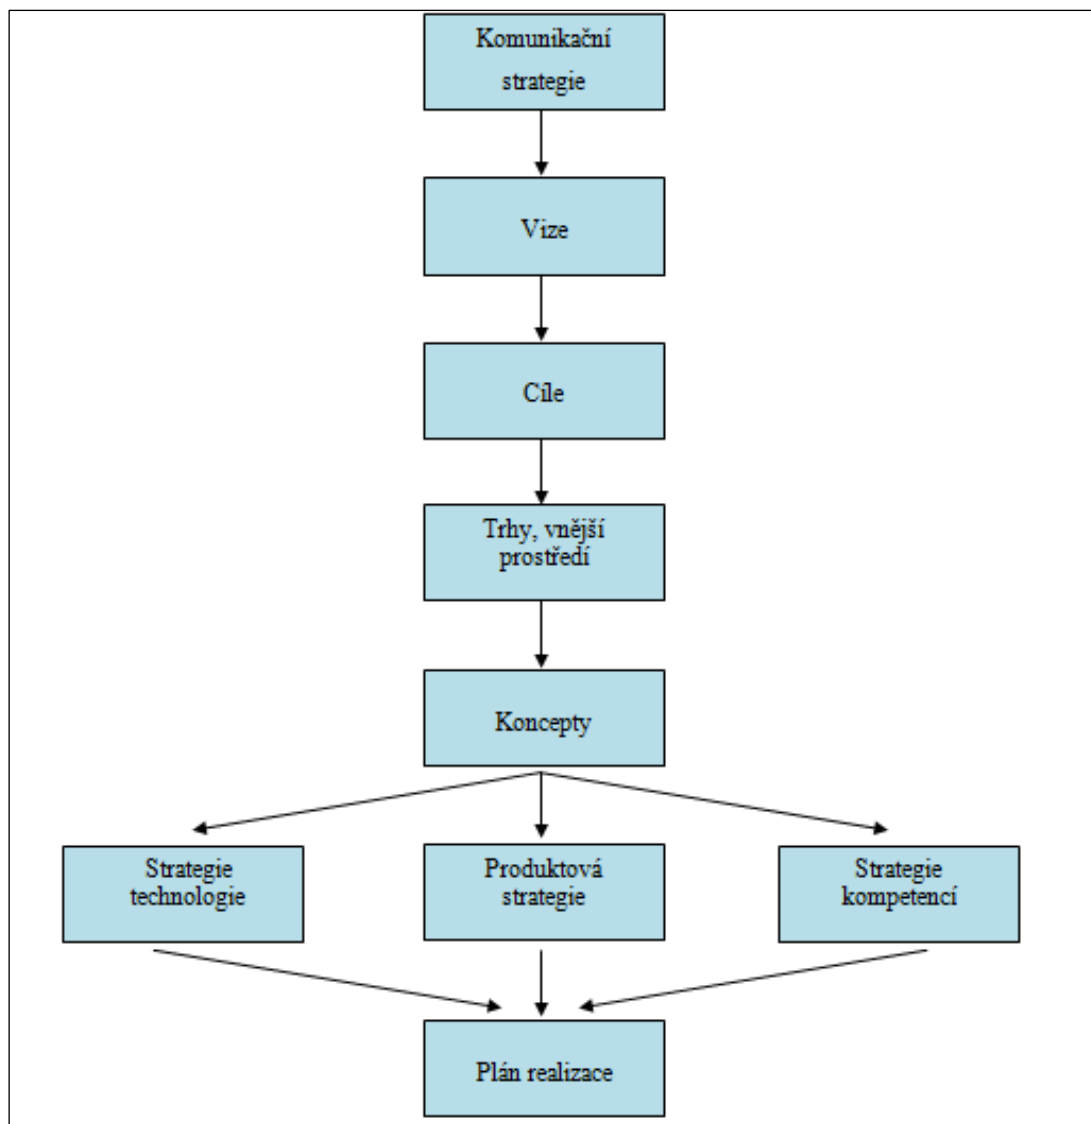 Komunikační
strategie
Vize
Cíle
Trhy, vnější
prostředí
Koncepty
Strategie
technologie
Produktová
strategie
Strategie
kompetencí
Plán realizace